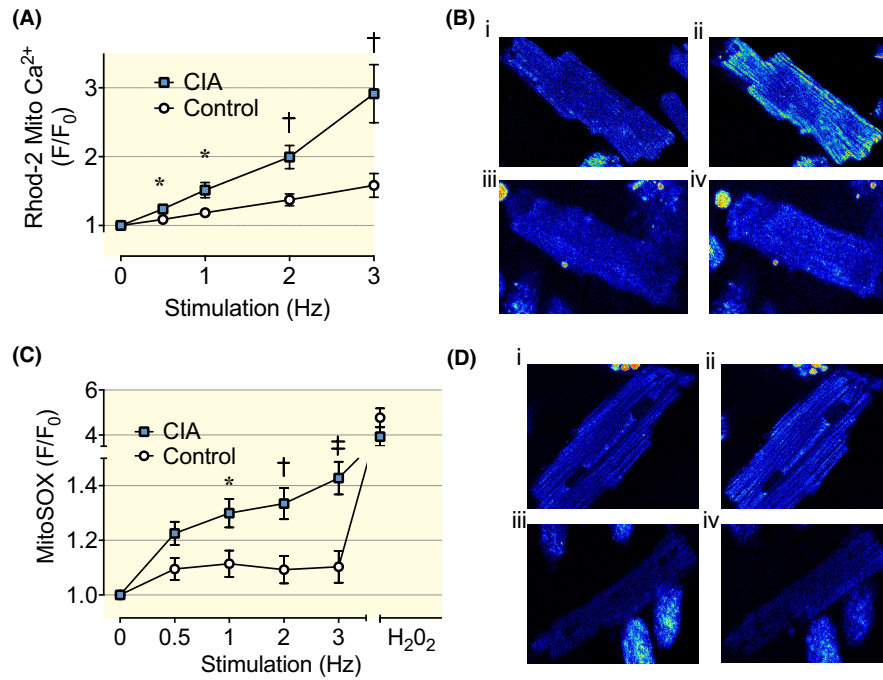 (A)
Rhod-2 Mito Ca2+
(F/F0)
3
2
1
CIA
Control
*
*
†
†
0
1
2
3
Stimulation (Hz)
(B)
i
ii
iii
iv
(C)
MitoSOX (F/F0)
6
4
1.4
1.2
1.0
CIA
Control
*
†
‡
0
0.5
1
2
3
H202
Stimulation (Hz)
(D)
i
ii
iii
iv